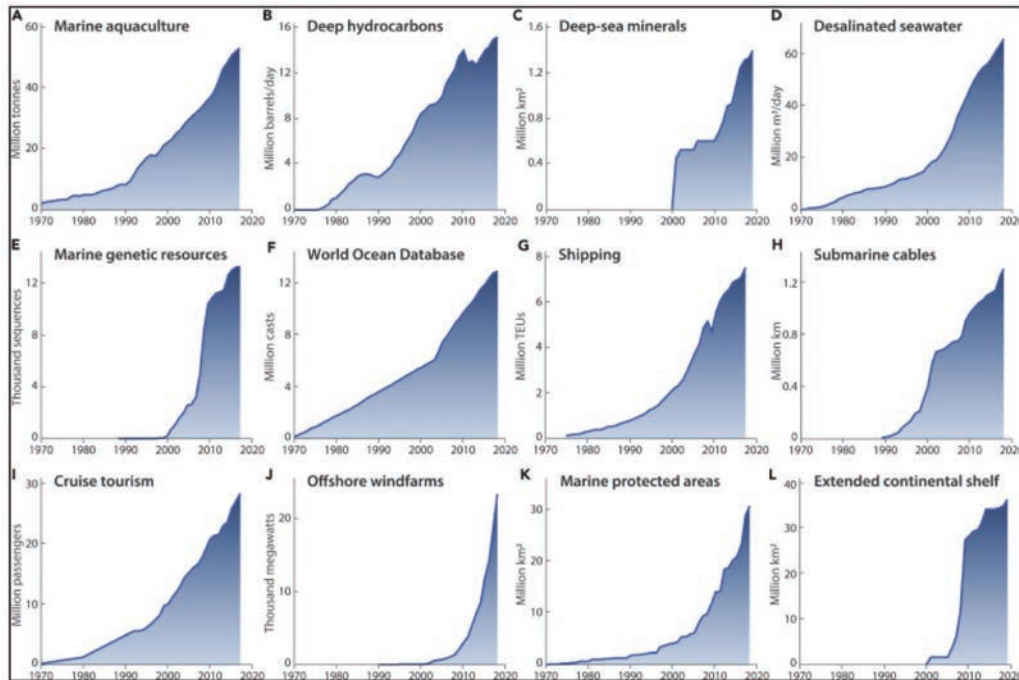 A Marine aquaculture
60
40
20
0
Million tonnes
1970 1980 1990 2000 2010 2020
B Deep hydrocarbons
16
12
8
4
0
Million barrels/day
1970 1980 1990 2000 2010 2020
C Deep-sea minerals
1.6
1.2
0.8
0.4
0
Million km²
1970 1980 1990 2000 2010 2020
D Desalinated seawater
60
40
20
0
Million m³/day
1970 1980 1990 2000 2010 2020
E Marine genetic resources
12
8
4
0
Thousand sequences
1970 1980 1990 2000 2010 2020
F World Ocean Database
12
8
4
0
Million casts
1970 1980 1990 2000 2010 2020
G Shipping
8
6
4
2
0
Million TEUs
1970 1980 1990 2000 2010 2020
H Submarine cables
1.2
0.8
0.4
0
Million km
1970 1980 1990 2000 2010 2020
I Cruise tourism
30
20
10
0
Million passengers
1970 1980 1990 2000 2010 2020
J Offshore windfarms
20
10
0
Thousand megawatts
1970 1980 1990 2000 2010 2020
K Marine protected areas
30
20
10
0
Million km²
1970 1980 1990 2000 2010 2020
L Extended continental shelf
40
30
20
10
0
Million km²
1970 1980 1990 2000 2010 2020